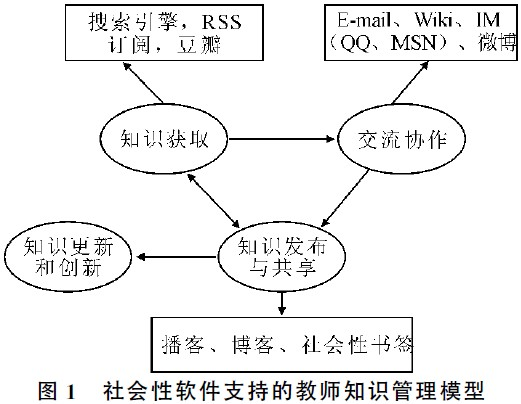 搜索引擎，RSS
订阅，豆瓣
E-mail、Wiki、IM
（QQ、MSN）、微博
知识获取
交流协作
知识更新
和创新
知识发布
与共享
播客、博客、社会性书签
图 1 社会性软件支持的教师知识管理模型